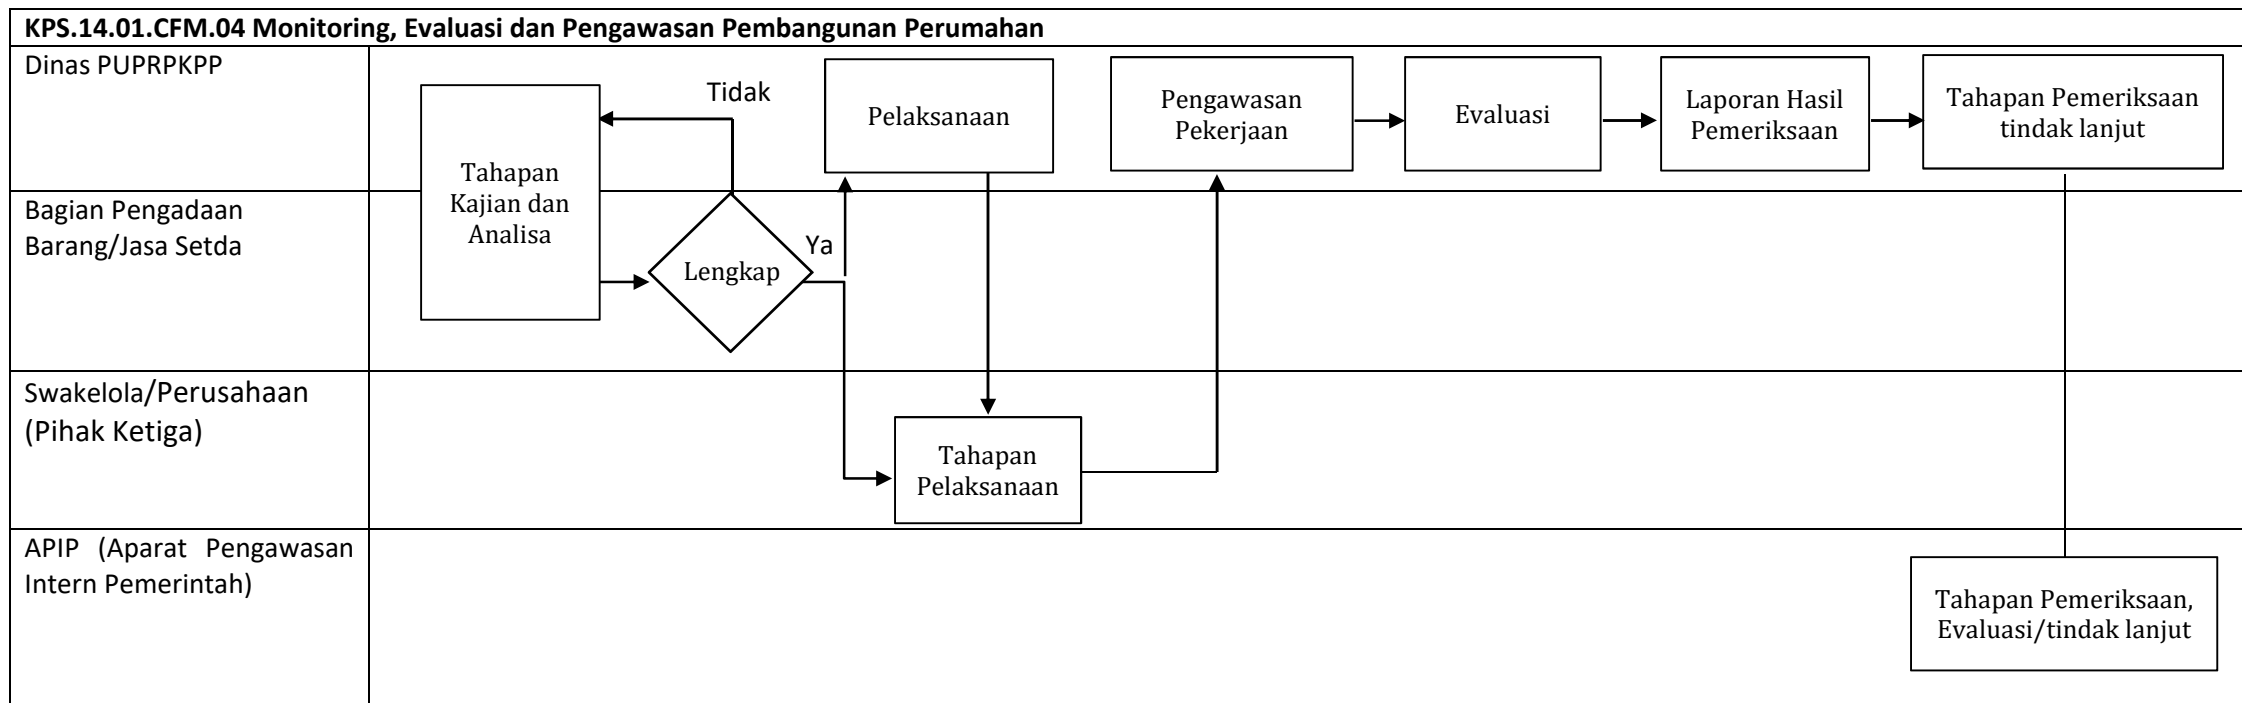 KPS.14.01.CFM.04 Monitoring, Evaluasi dan Pengawasan Pembangunan Perumahan
Dinas PUPRPKPP
Tahapan
Kajian dan
Analisa
Tidak
Pelaksanaan
Pengawasan
Pekerjaan
Evaluasi
Laporan Hasil
Pemeriksaan
Tahapan Pemeriksaan
tindak lanjut
Bagian Pengadaan
Barang/Jasa Setda
Lengkap
Ya
Swakelola/Perusahaan
(Pihak Ketiga)
Tahapan
Pelaksanaan
APIP (Aparat Pengawasan
Intern Pemerintah)
Tahapan Pemeriksaan,
Evaluasi/tindak lanjut